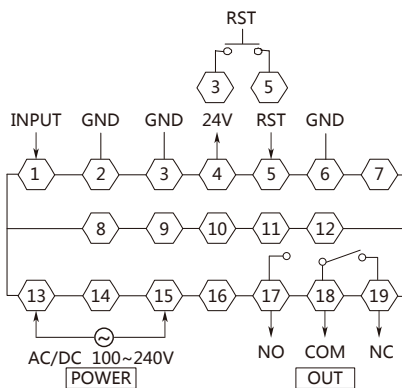 RST
3 5
INPUT GND GND 24V RST GND
1 2 3 4 5 6 7
8 9 10 11 12
13 14 15 16 17 18 19
AC/DC 100~240V NO COM NC
POWER OUT